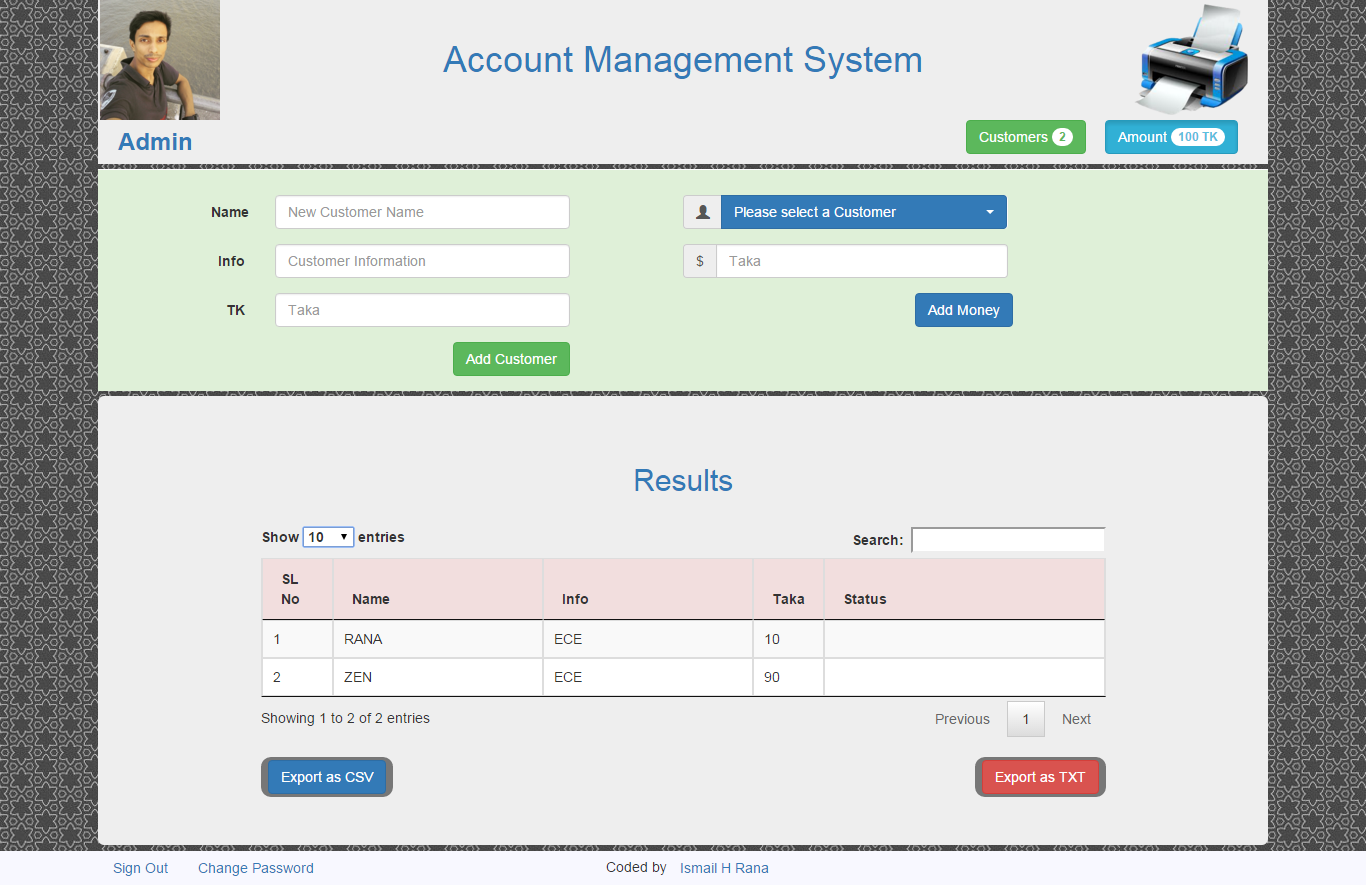 Account Management System
Admin
Customers 2
Amount 100 TK
Name New Customer Name
Please select a Customer
Info Customer Information
$ Taka
TK Taka
Add Money
Add Customer
Results
Show 10 entries
Search:
SL No Name Info Taka Status
1 RANA ECE 10
2 ZEN ECE 90
Showing 1 to 2 of 2 entries
Previous 1 Next
Export as CSV
Export as TXT
Sign Out Change Password Coded by Ismail H Rana